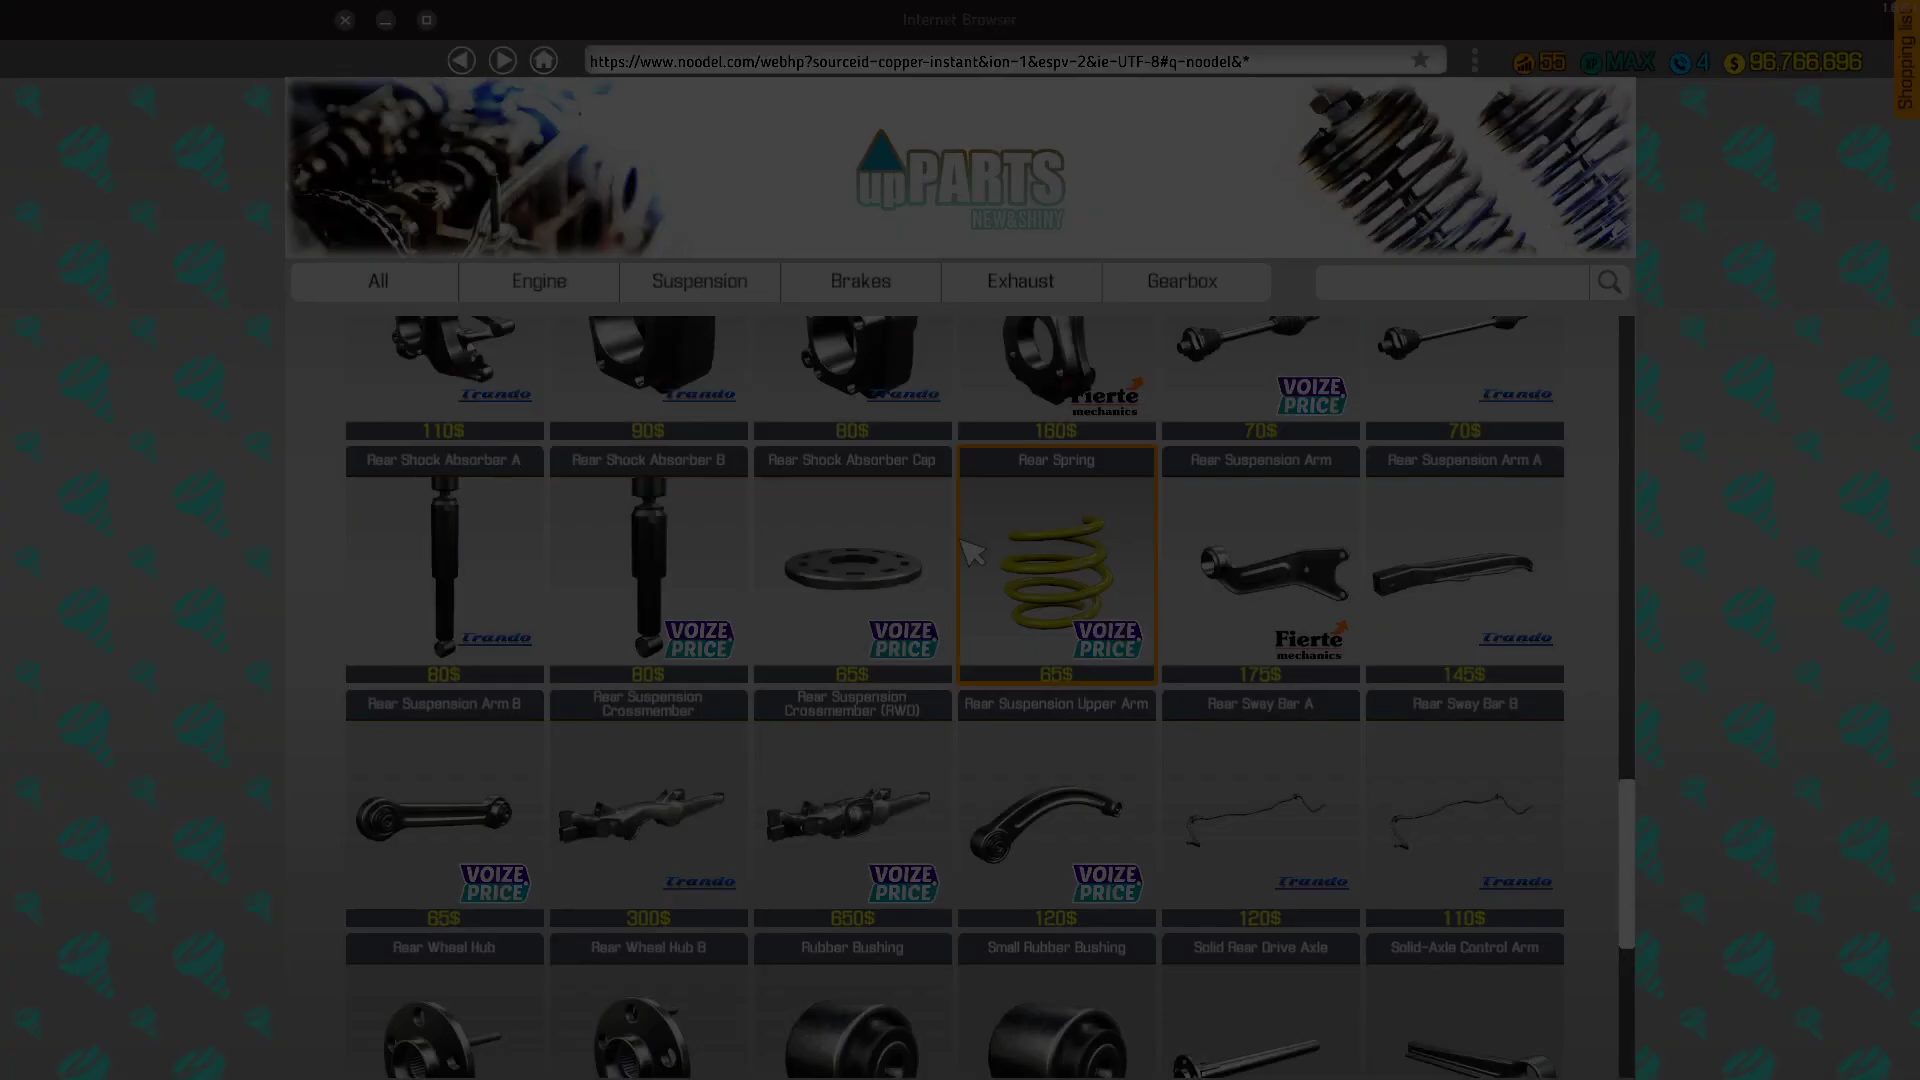 Internet Browser
https://www.noodel.com/webhp?sourceid-copper-instant&ion-1&espv-2&ie-UTF-8#q-noodel&*
55 MAX 4 $ 96,766,696
Shopping list
upPARTS
NEW&SHINY
All Engine Suspension Brakes Exhaust Gearbox
Trando Trando Trando Fierte mechanics VOIZE PRICE Trando
110$ 90$ 80$ 160$ 70$ 70$
Rear Shock Absorber A Rear Shock Absorber B Rear Shock Absorber Cap Rear Spring Rear Suspension Arm Rear Suspension Arm A
Trando VOIZE PRICE VOIZE PRICE VOIZE PRICE Fierte mechanics Trando
80$ 80$ 65$ 65$ 175$ 145$
Rear Suspension Arm B Rear Suspension Crossmember Rear Suspension Crossmember (RWD) Rear Suspension Upper Arm Rear Sway Bar A Rear Sway Bar B
VOIZE PRICE Trando VOIZE PRICE VOIZE PRICE Trando Trando
65$ 300$ 650$ 120$ 120$ 110$
Rear Wheel Hub Rear Wheel Hub B Rubber Bushing Small Rubber Bushing Solid Rear Drive Axle Solid-Axle Control Arm